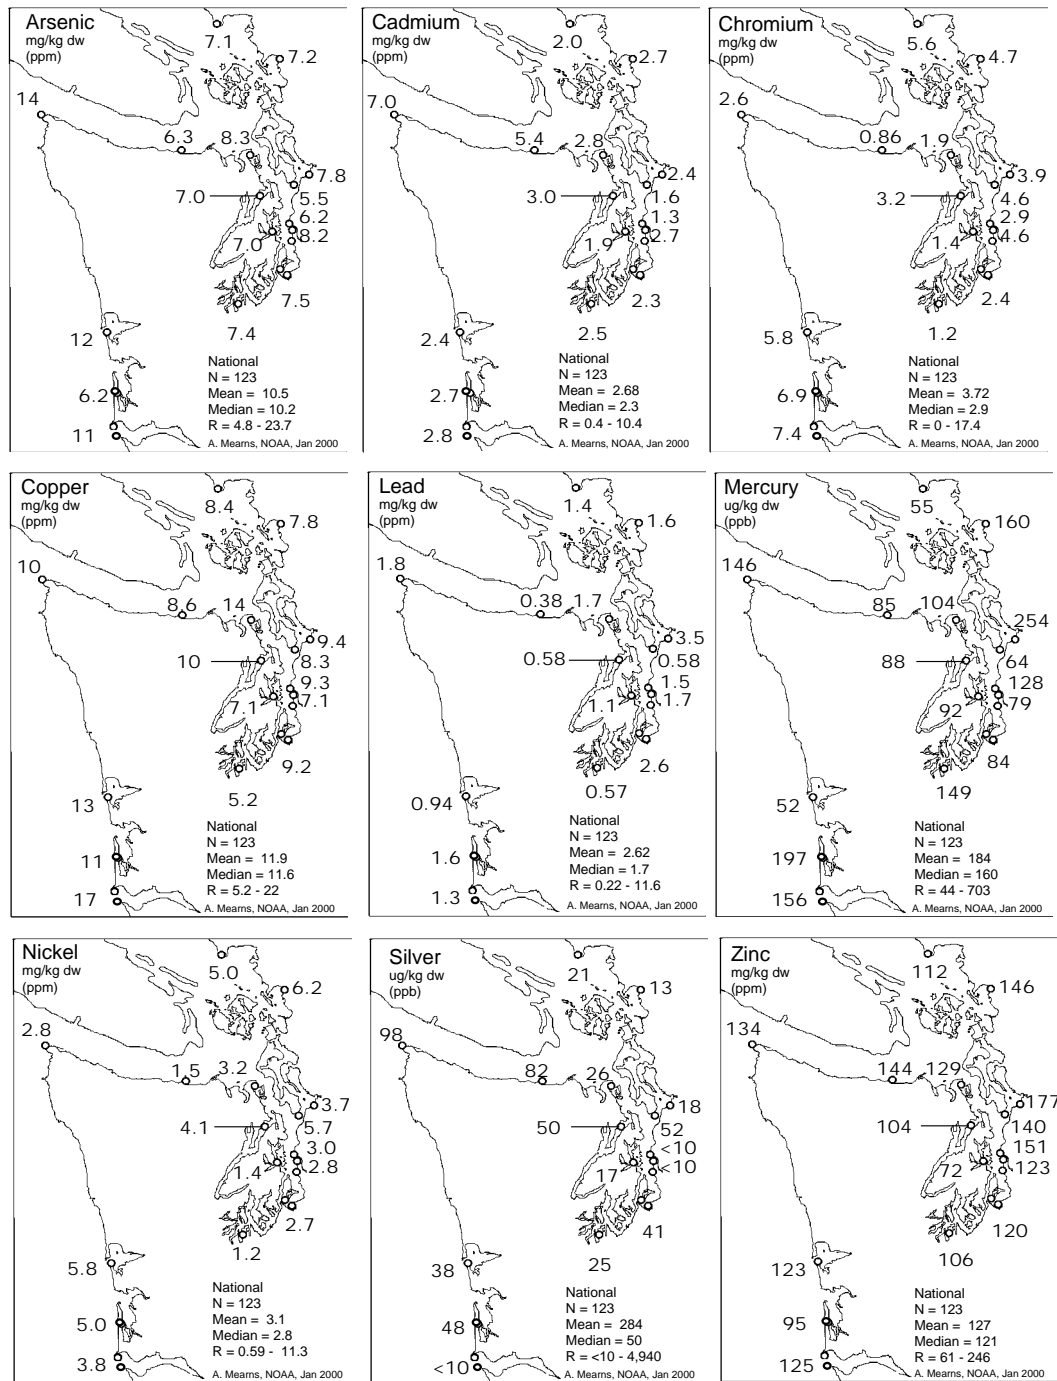 Arsenic
mg/kg dw
(ppm)
7.1
7.2
14
6.3
8.3
7.8
7.0
5.5
6.2
7.0
8.2
7.5
7.4
12
6.2
11
National
N = 123
Mean = 10.5
Median = 10.2
R = 4.8 - 23.7
A. Mearns, NOAA, Jan 2000
Cadmium
mg/kg dw
(ppm)
2.0
2.7
7.0
5.4
2.8
2.4
3.0
1.6
1.3
1.9
2.7
2.3
2.5
2.4
2.7
2.8
National
N = 123
Mean = 2.68
Median = 2.3
R = 0.4 - 10.4
A. Mearns, NOAA, Jan 2000
Chromium
mg/kg dw
(ppm)
5.6
4.7
2.6
0.86
1.9
3.9
3.2
4.6
2.9
1.4
4.6
2.4
1.2
5.8
6.9
7.4
National
N = 123
Mean = 3.72
Median = 2.9
R = 0 - 17.4
A. Mearns, NOAA, Jan 2000
Copper
mg/kg dw
(ppm)
8.4
7.8
10
8.6
14
9.4
10
8.3
9.3
7.1
7.1
9.2
5.2
13
11
17
National
N = 123
Mean = 11.9
Median = 11.6
R = 5.2 - 22
A. Mearns, NOAA, Jan 2000
Lead
mg/kg dw
(ppm)
1.4
1.6
1.8
0.38
1.7
3.5
0.58
0.58
1.5
1.1
1.7
2.6
0.57
0.94
1.6
1.3
National
N = 123
Mean = 2.62
Median = 1.7
R = 0.22 - 11.6
A. Mearns, NOAA, Jan 2000
Mercury
ug/kg dw
(ppb)
55
160
146
85
104
254
88
64
128
92
79
84
149
52
197
156
National
N = 123
Mean = 184
Median = 160
R = 44 - 703
A. Mearns, NOAA, Jan 2000
Nickel
mg/kg dw
(ppm)
5.0
6.2
2.8
1.5
3.2
3.7
4.1
5.7
3.0
1.4
2.8
2.7
1.2
5.8
5.0
3.8
National
N = 123
Mean = 3.1
Median = 2.8
R = 0.59 - 11.3
A. Mearns, NOAA, Jan 2000
Silver
ug/kg dw
(ppb)
21
13
98
82
26
18
50
52
<10
17
<10
41
25
38
48
<10
National
N = 123
Mean = 284
Median = 50
R = <10 - 4,940
A. Mearns, NOAA, Jan 2000
Zinc
mg/kg dw
(ppm)
112
146
134
144
129
177
104
140
151
72
123
120
106
123
95
125
National
N = 123
Mean = 127
Median = 121
R = 61 - 246
A. Mearns, NOAA, Jan 2000